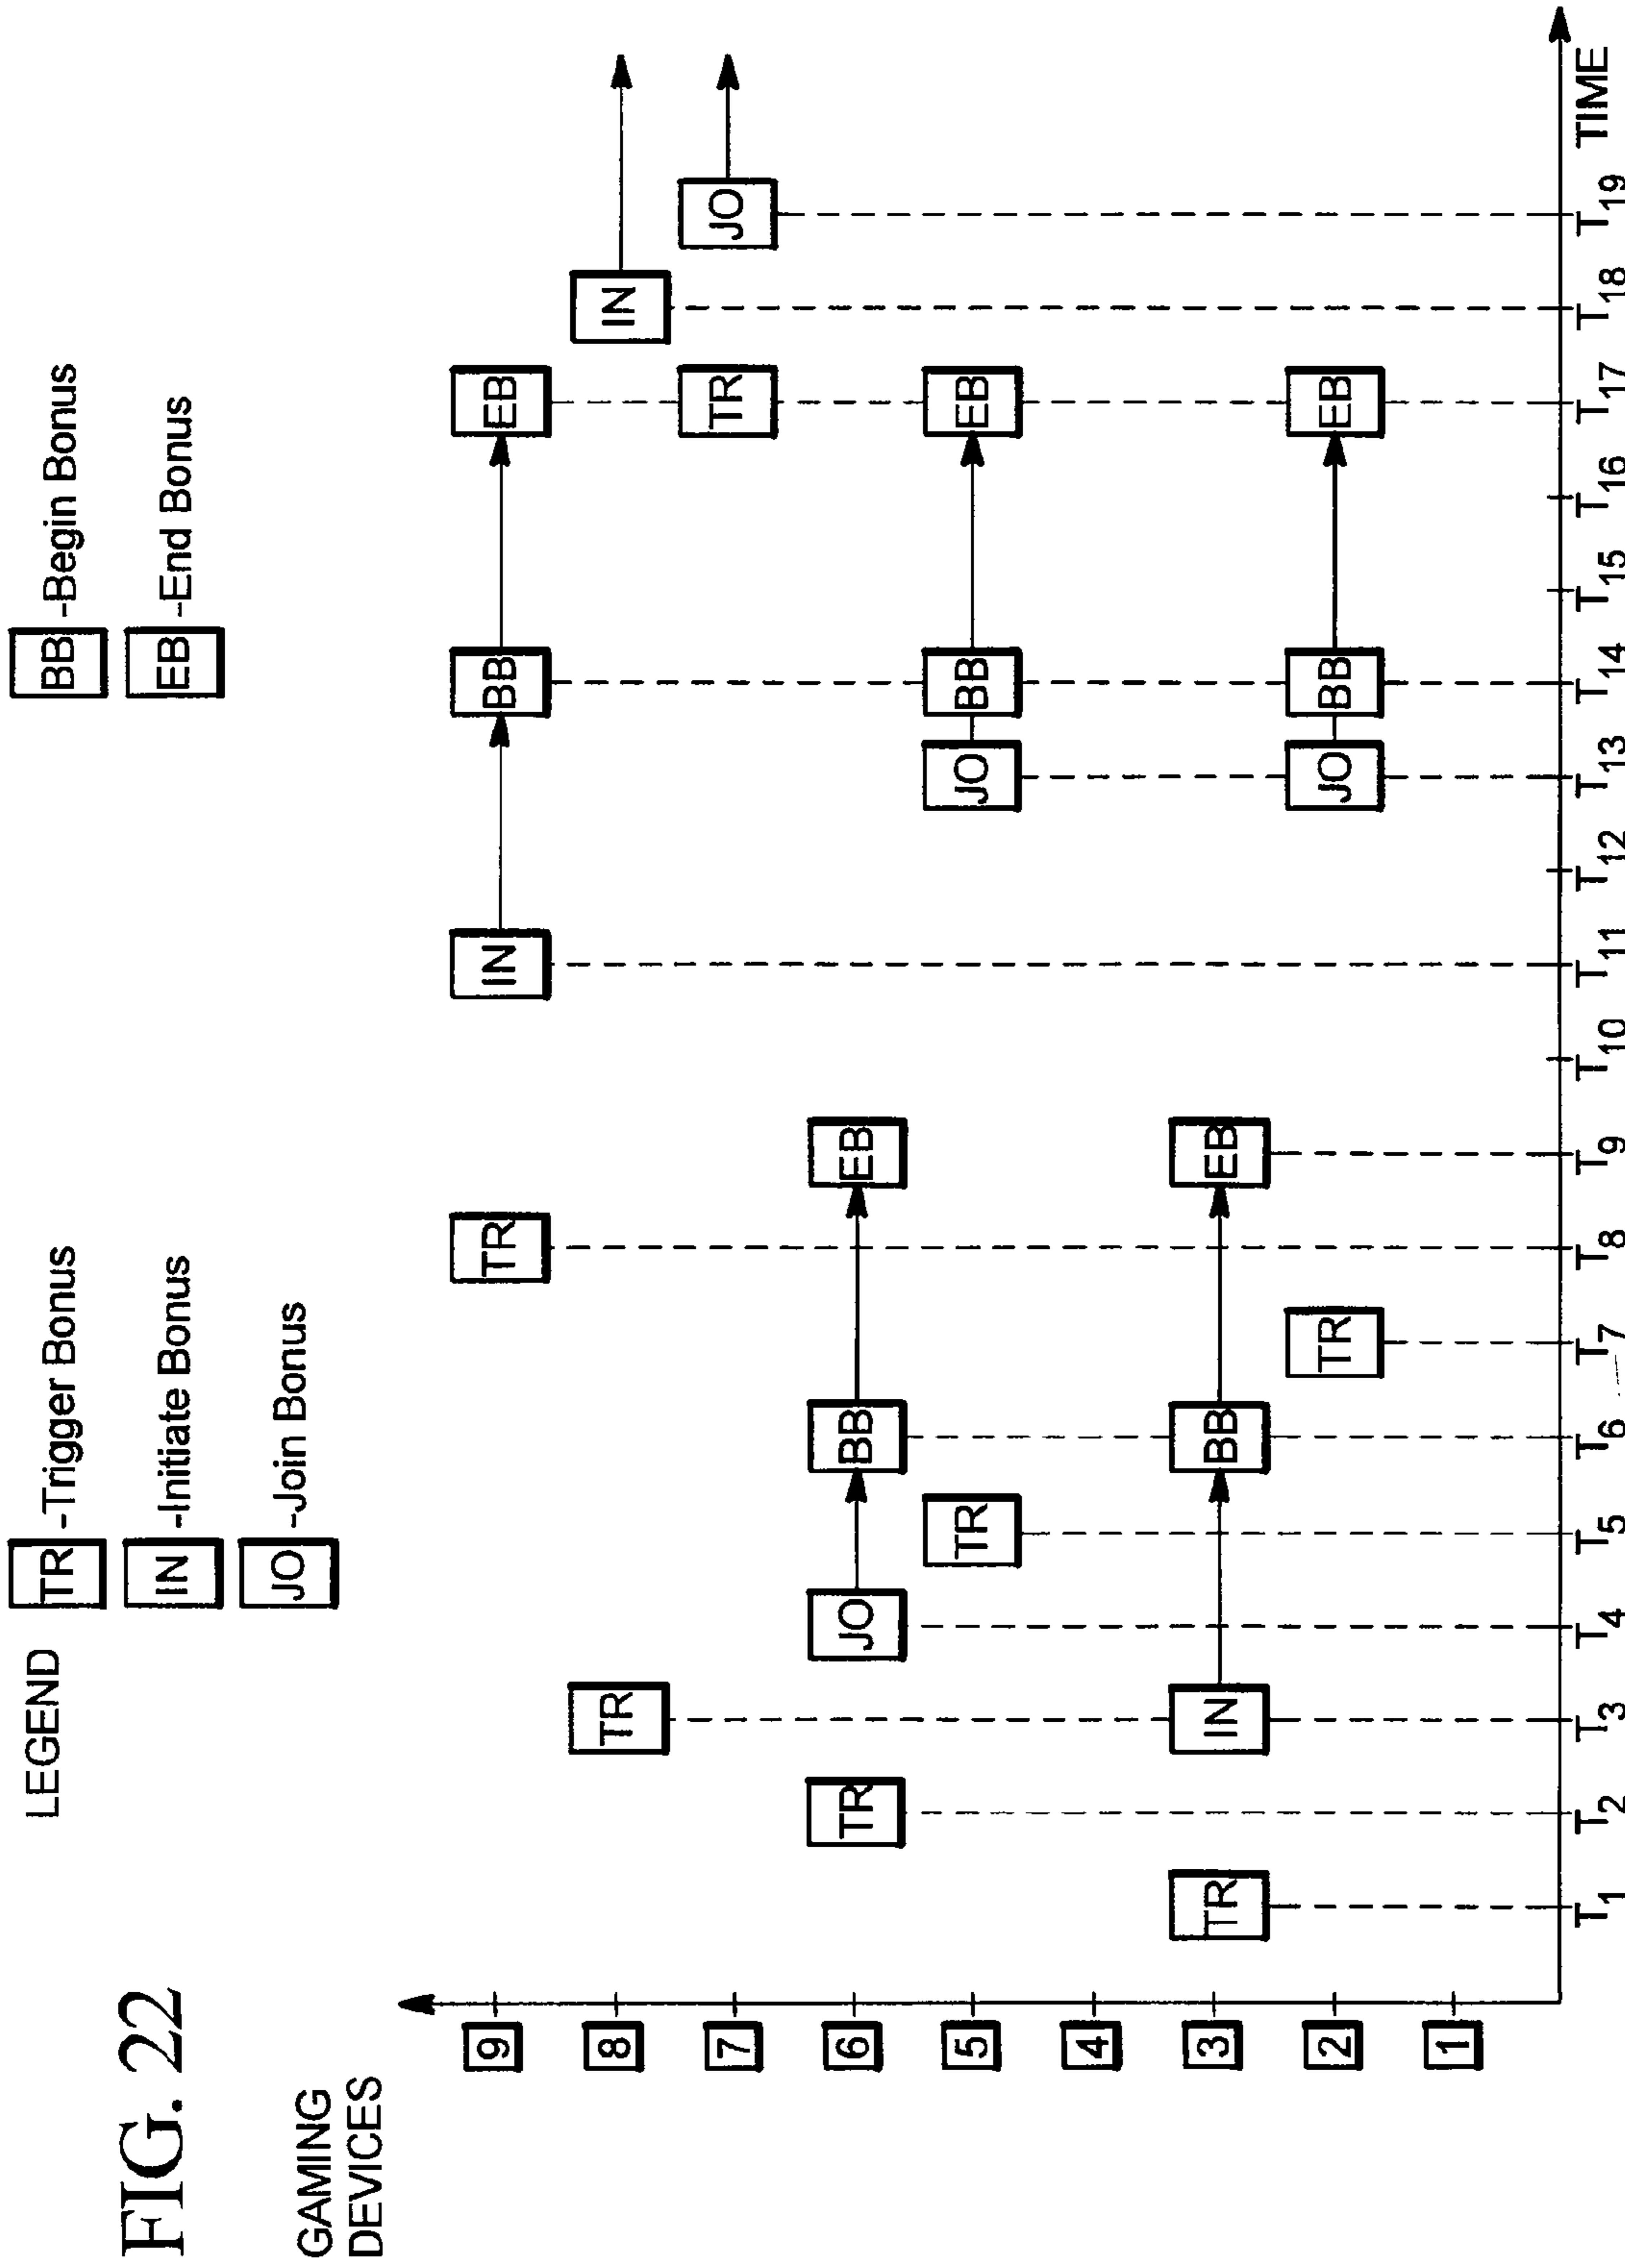 FIG. 22
LEGEND
TR -Trigger Bonus
IN -Initiate Bonus
JO -Join Bonus
BB -Begin Bonus
EB -End Bonus
GAMING
DEVICES
9 TR IN BB EB
8 TR IN
7 TR JO
6 TR JO BB EB
5 TR JO BB EB
4
3 TR IN BB EB
2 TR JO BB EB
1
T1 T2 T3 T4 T5 T6 T7 T8 T9 T10 T11 T12 T13 T14 T15 T16 T17 T18 T19 TIME